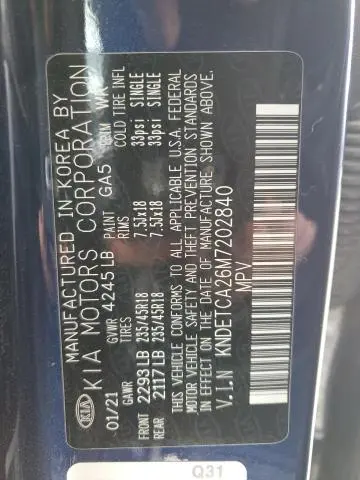 MANUFACTURED IN-KOREA BY
KIA KIA MOTORS CORPORATION
01/21 GVWR 4245 LB PAINT GA5 TRIM WK
GAWR TIRES RIMS COLD TIRE INFL
2293 LB 235/45R18 7.5JX18 33psi SINGLE
2117 LB 235/45R18 7.5JX18 33psi SINGLE
THIS VEHICLE CONFORMS TO ALL APPLICABLE U.S.A. FEDERAL
MOTOR VEHICLE SAFETY AND THEFT PREVENTION STANDARDS
IN EFFECT ON THE DATE OF MANUFACTURE SHOWN ABOVE.
V.I.N KNDETCA26M7202840
MPV
Q31